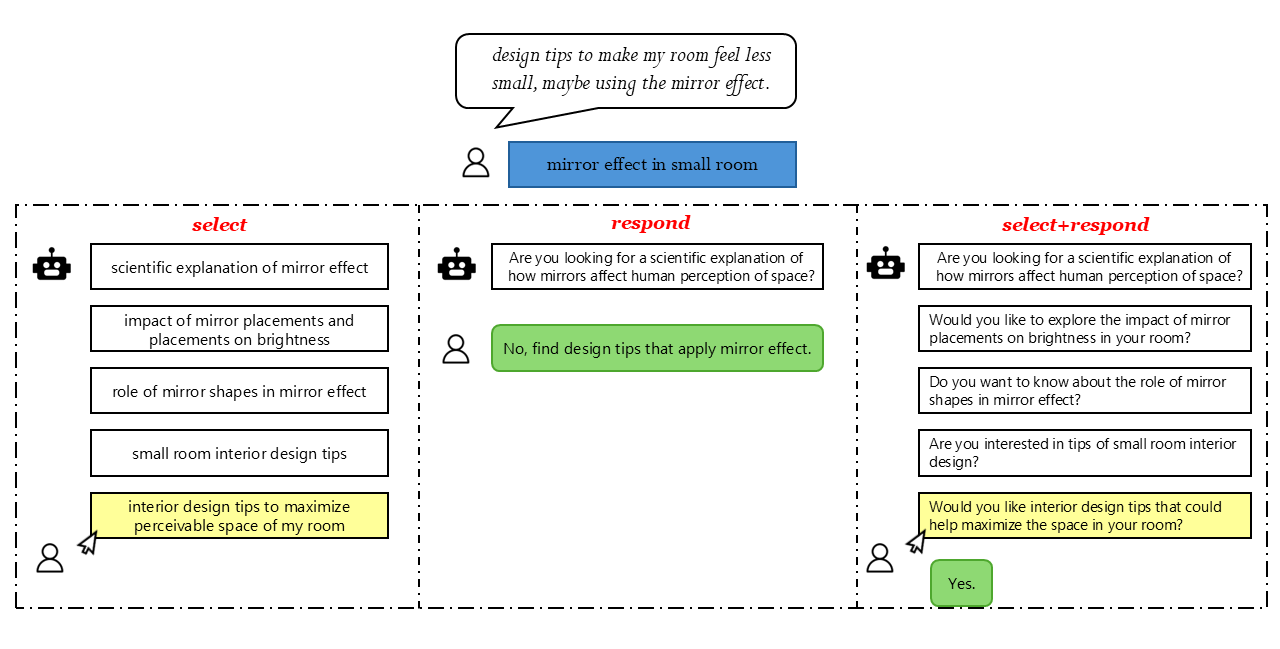 design tips to make my room feel less
small, maybe using the mirror effect.
mirror effect in small room
select
scientific explanation of mirror effect
impact of mirror placements and
placements on brightness
role of mirror shapes in mirror effect
small room interior design tips
interior design tips to maximize
perceivable space of my room
respond
Are you looking for a scientific explanation of
how mirrors affect human perception of space?
No, find design tips that apply mirror effect.
select+respond
Are you looking for a scientific explanation of
how mirrors affect human perception of space?
Would you like to explore the impact of mirror
placements on brightness in your room?
Do you want to know about the role of mirror
shapes in mirror effect?
Are you interested in tips of small room interior
design?
Would you like interior design tips that could
help maximize the space in your room?
Yes.